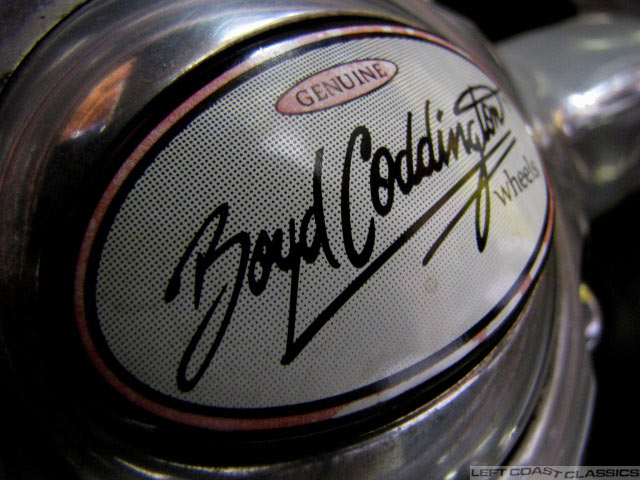 GENUINE
Boyd Coddington
wheels
LEFT COAST CLASSICS